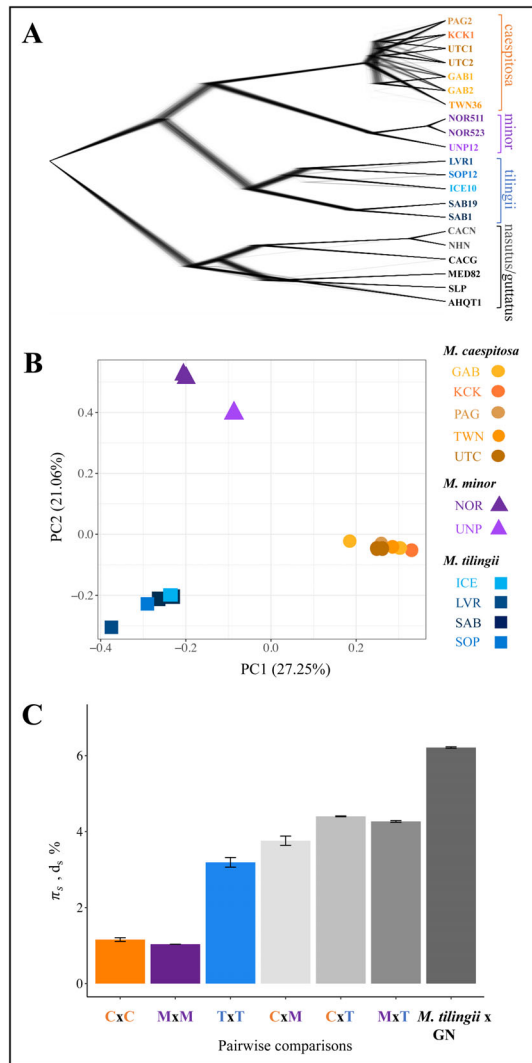 A
PAG2
KCK1
UTC1
UTC2
GAB1
GAB2
TWN36
caespitosa
NOR511
NOR523
UNP12
minor
LVR1
SOP12
ICE10
SAB19
SAB1
tilingii
CACN
NHN
CACG
MED82
SLP
AHQT1
nasutus/guttatus
B
PC2 (21.06%)
0.4
0.2
0.0
−0.2
−0.4 −0.2 0.0 0.2
PC1 (27.25%)
M. caespitosa
GAB
KCK
PAG
TWN
UTC
M. minor
NOR
UNP
M. tilingii
ICE
LVR
SAB
SOP
C
πs , ds %
6
4
2
0
CxC MxM TxT CxM CxT MxT M. tilingii x
GN
Pairwise comparisons